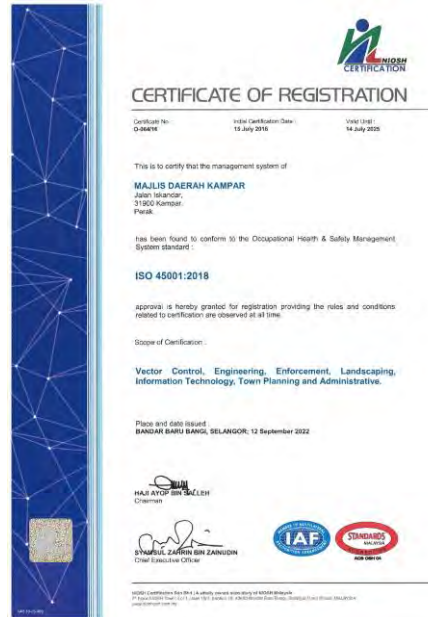 NIOSH
CERTIFICATION
CERTIFICATE OF REGISTRATION
Certificate No :
Initial Certification Date :
Valid Until :
15 July 2016
14 July 2025
This is to certify that the management system of
MAJLIS DAERAH KAMPAR
Jalan Iskandar,
31900 Kampar.
Perak.
has been found to conform to the Occupational Health & Safety Management
System standard :
ISO 45001:2018
approval is hereby granted for registration providing the rules and conditions
related to certification are observed at all time.
Scope of Certification :
Vector Control, Engineering, Enforcement, Landscaping,
Information Technology, Town Planning and Administrative.
Place and date issued :
BANDAR BARU BANGI, SELANGOR; 12 September 2022
HAJI AYOP BIN SALLEH
Chairman
SYAMSUL ZAHRIN BIN ZAINUDIN
Chief Executive Officer
IAF
STANDARDS
MALAYSIA